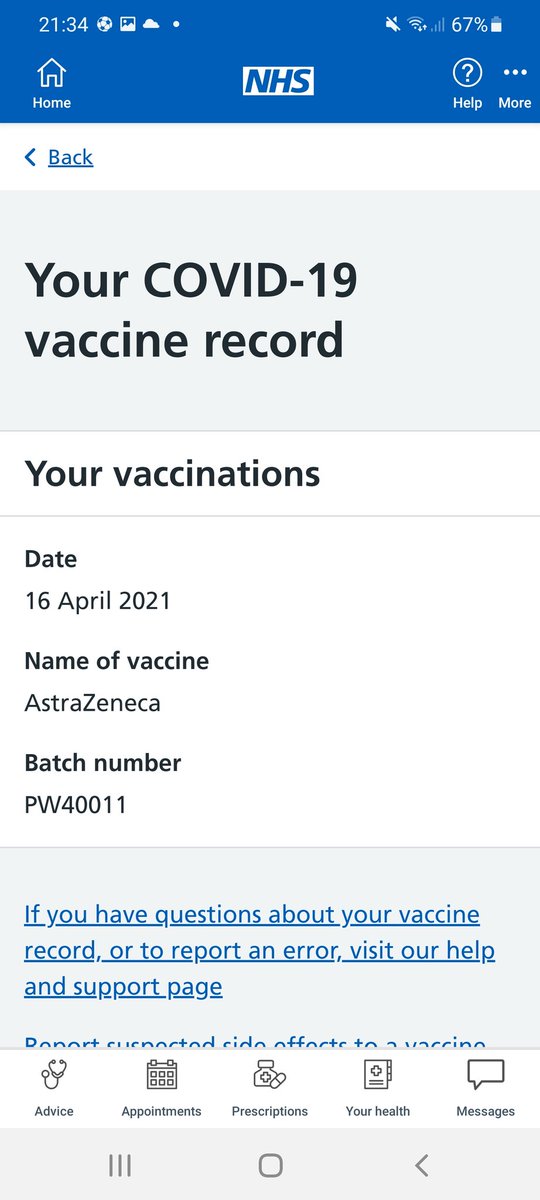 21:34 67%
NHS
Home Help More
Back
Your COVID-19
vaccine record
Your vaccinations
Date
16 April 2021
Name of vaccine
AstraZeneca
Batch number
PW40011
If you have questions about your vaccine
record, or to report an error, visit our help
and support page
Report suspected side effects to a vaccine
Advice Appointments Prescriptions Your health Messages